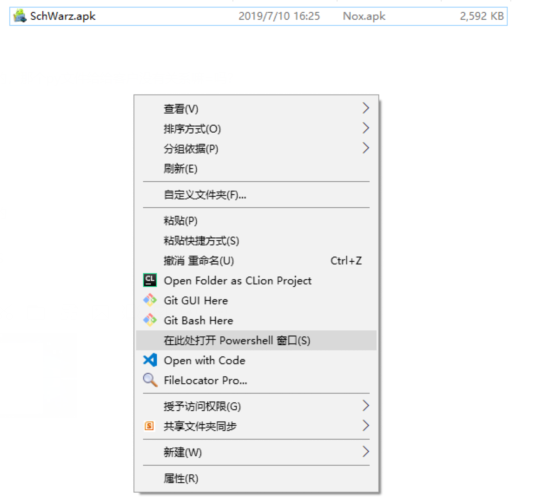 SchWarz.apk 2019/7/10 16:25 Nox.apk 2,592 KB
查看(V)
排序方式(O)
分组依据(P)
刷新(E)
自定义文件夹(F)...
粘贴(P)
粘贴快捷方式(S)
撤消 重命名(U) Ctrl+Z
Open Folder as CLion Project
Git GUI Here
Git Bash Here
在此处打开 Powershell 窗口(S)
Open with Code
FileLocator Pro...
授予访问权限(G)
共享文件夹同步
新建(W)
属性(R)